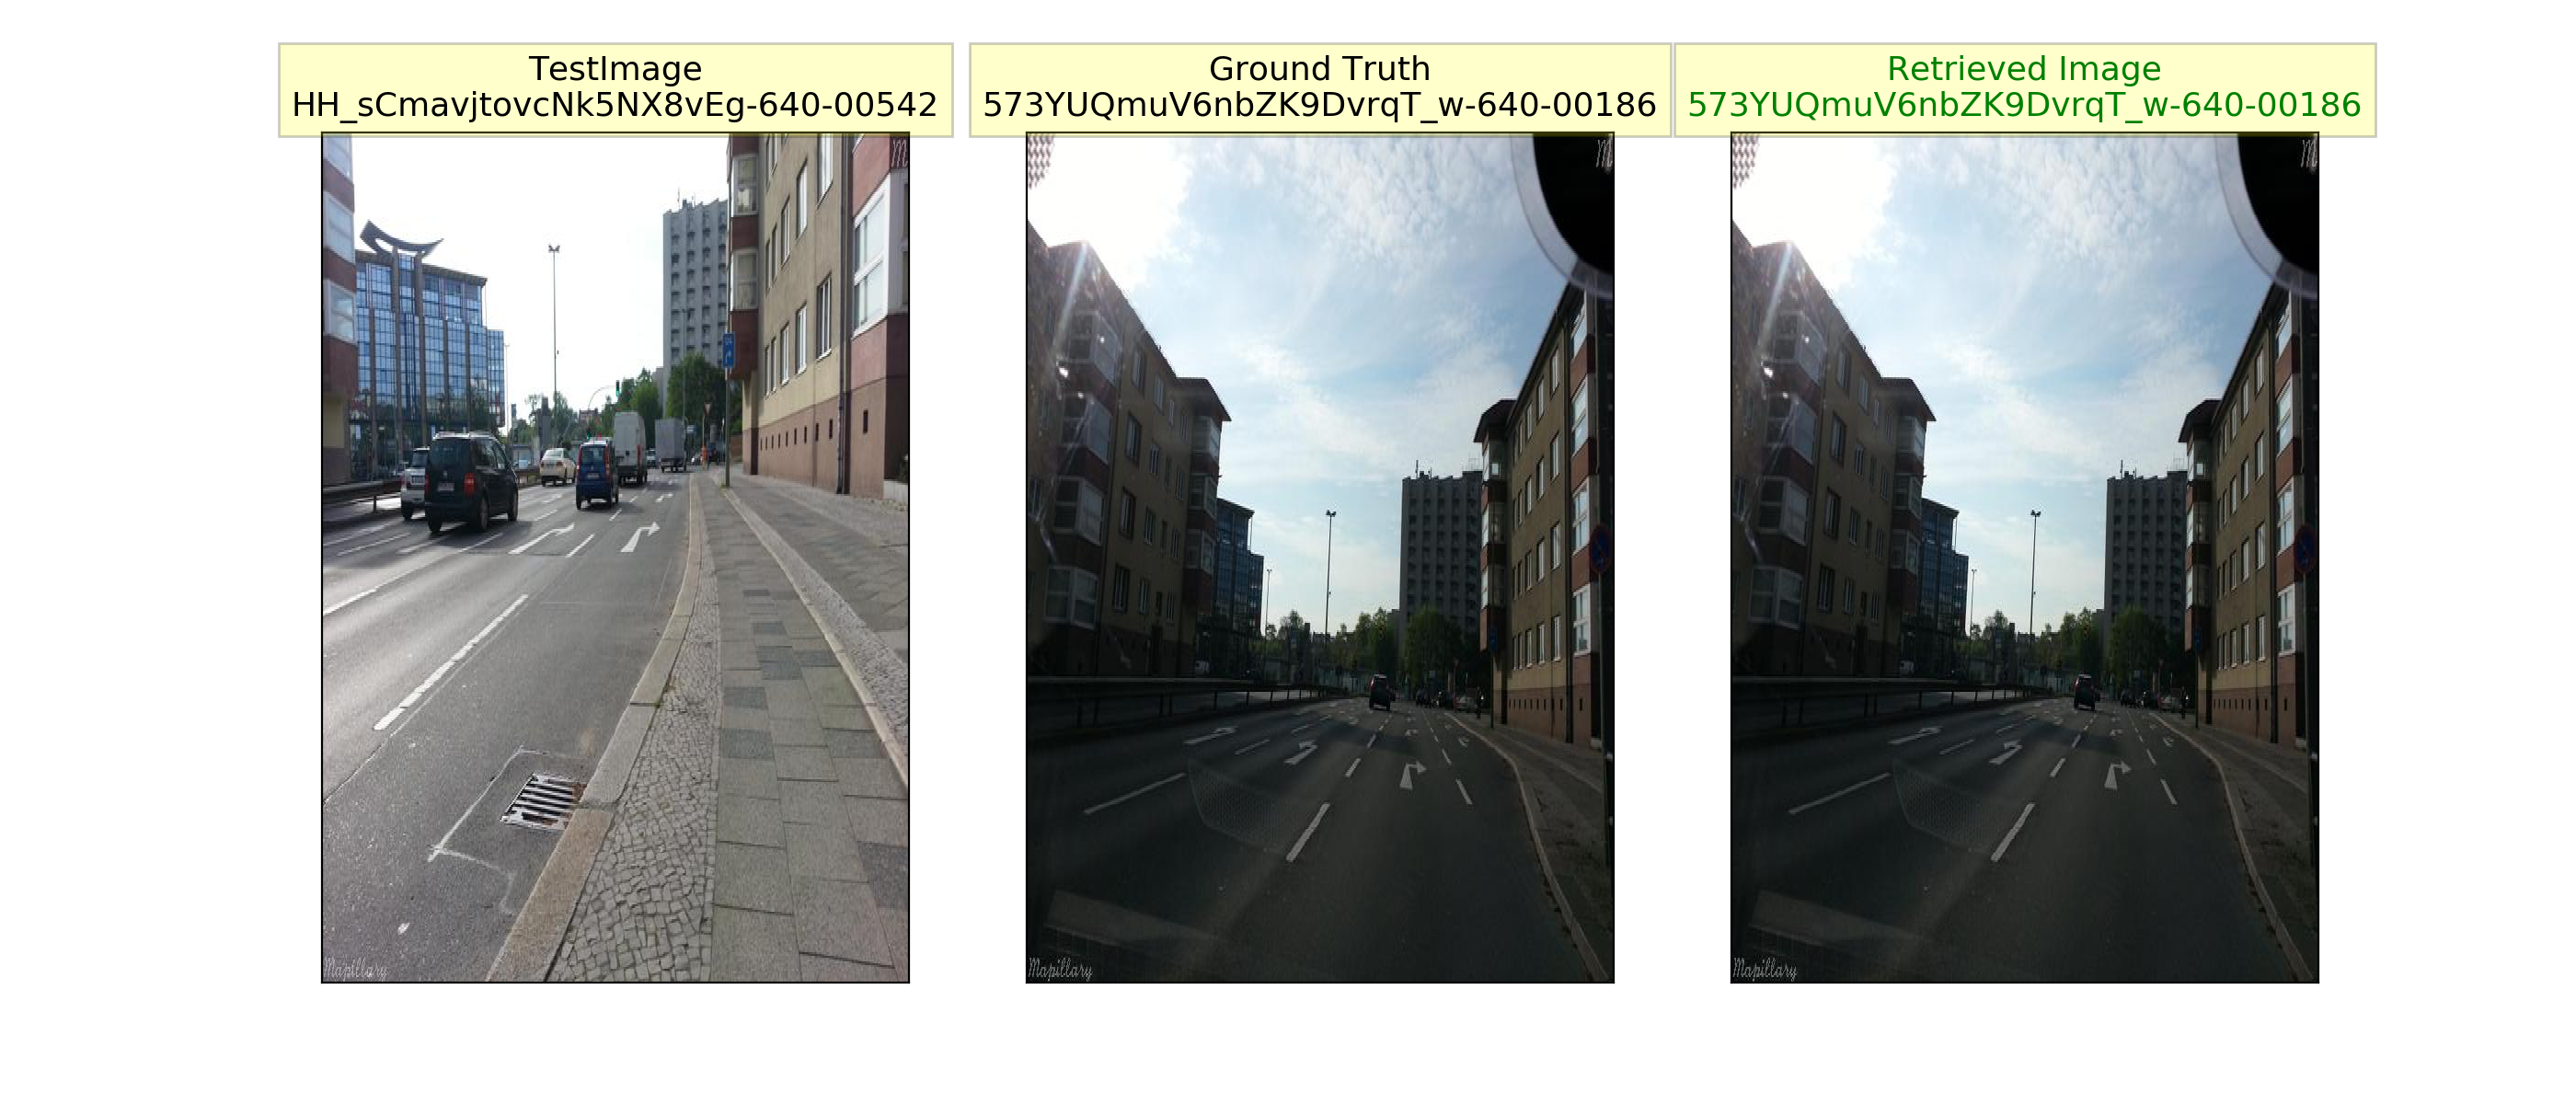 TestImage
HH_sCmavjtovcNk5NX8vEg-640-00542
Ground Truth
573YUQmuV6nbZK9DvrqT_w-640-00186
Retrieved Image
573YUQmuV6nbZK9DvrqT_w-640-00186
M
M
M
Mapillary
Mapillary
Mapillary